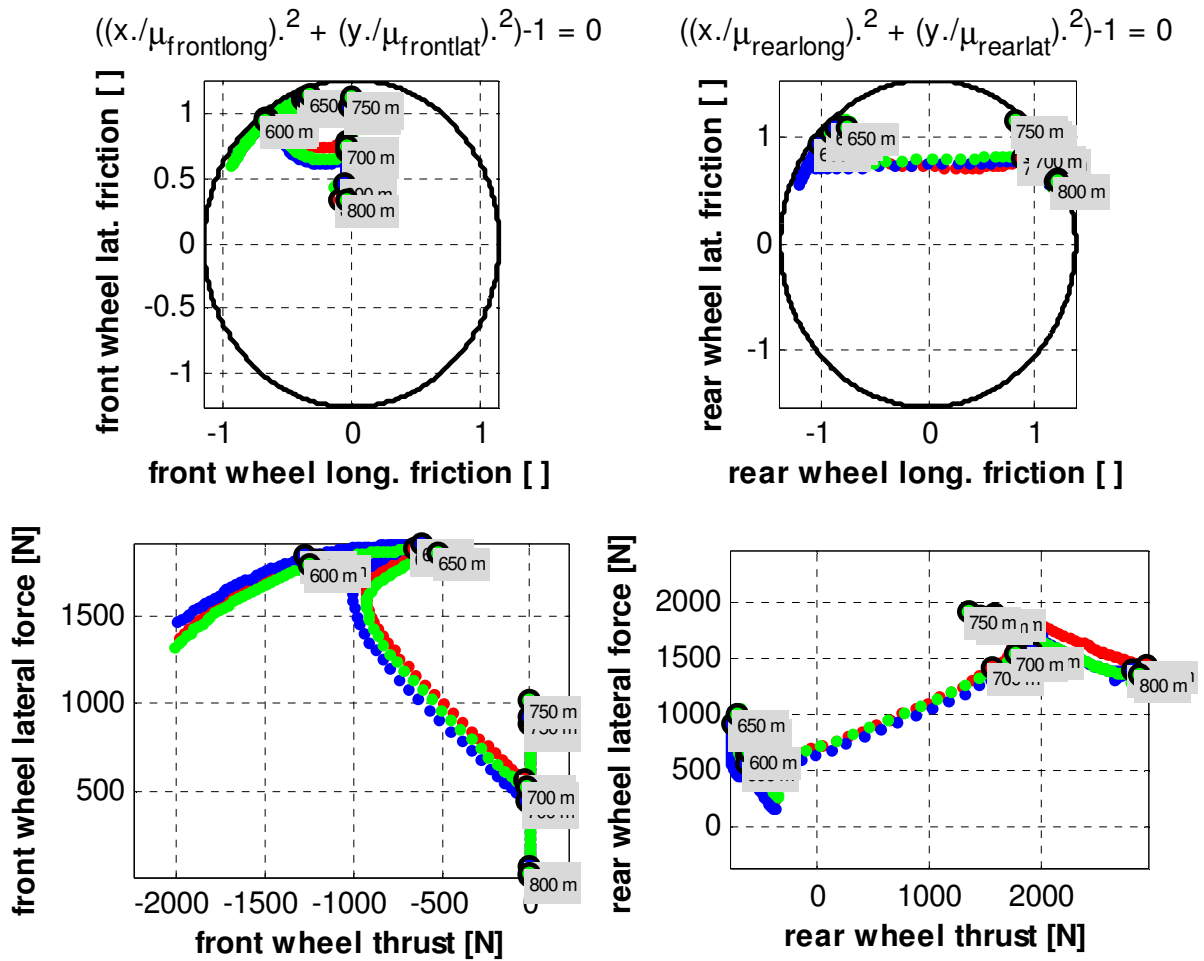 ((x./μfrontlong).² + (y./μfrontlat).²)-1 = 0
front wheel lat. friction [ ]
1
0.5
0
-0.5
-1
650
750 m
600 m
700 m
800 m
-1
0
1
front wheel long. friction [ ]
((x./μrearlong).² + (y./μrearlat).²)-1 = 0
rear wheel lat. friction [ ]
1
0
-1
650 m
750 m
700 m
800 m
-1
0
1
rear wheel long. friction [ ]
front wheel lateral force [N]
1500
1000
500
600 m
650 m
750 m
700 m
800 m
-2000
-1500
-1000
-500
0
front wheel thrust [N]
rear wheel lateral force [N]
2000
1500
1000
500
0
750 m
700 m
800 m
650 m
600 m
0
1000
2000
rear wheel thrust [N]